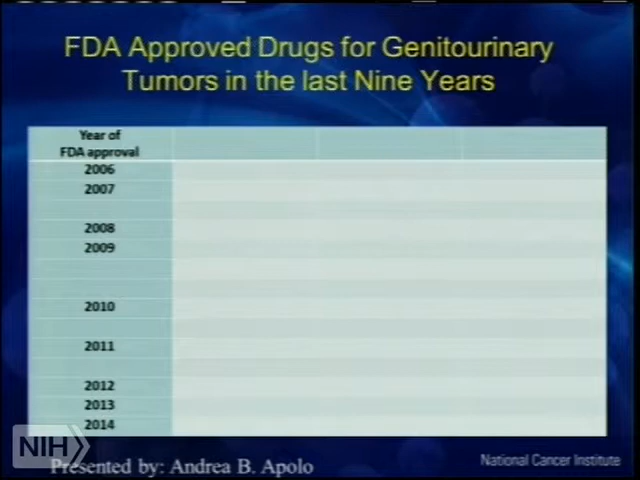 FDA Approved Drugs for Genitourinary
Tumors in the last Nine Years
Year of
FDA approval
2006
2007
2008
2009
2010
2011
2012
2013
2014
NIH
Presented by: Andrea B. Apolo
National Cancer Institute